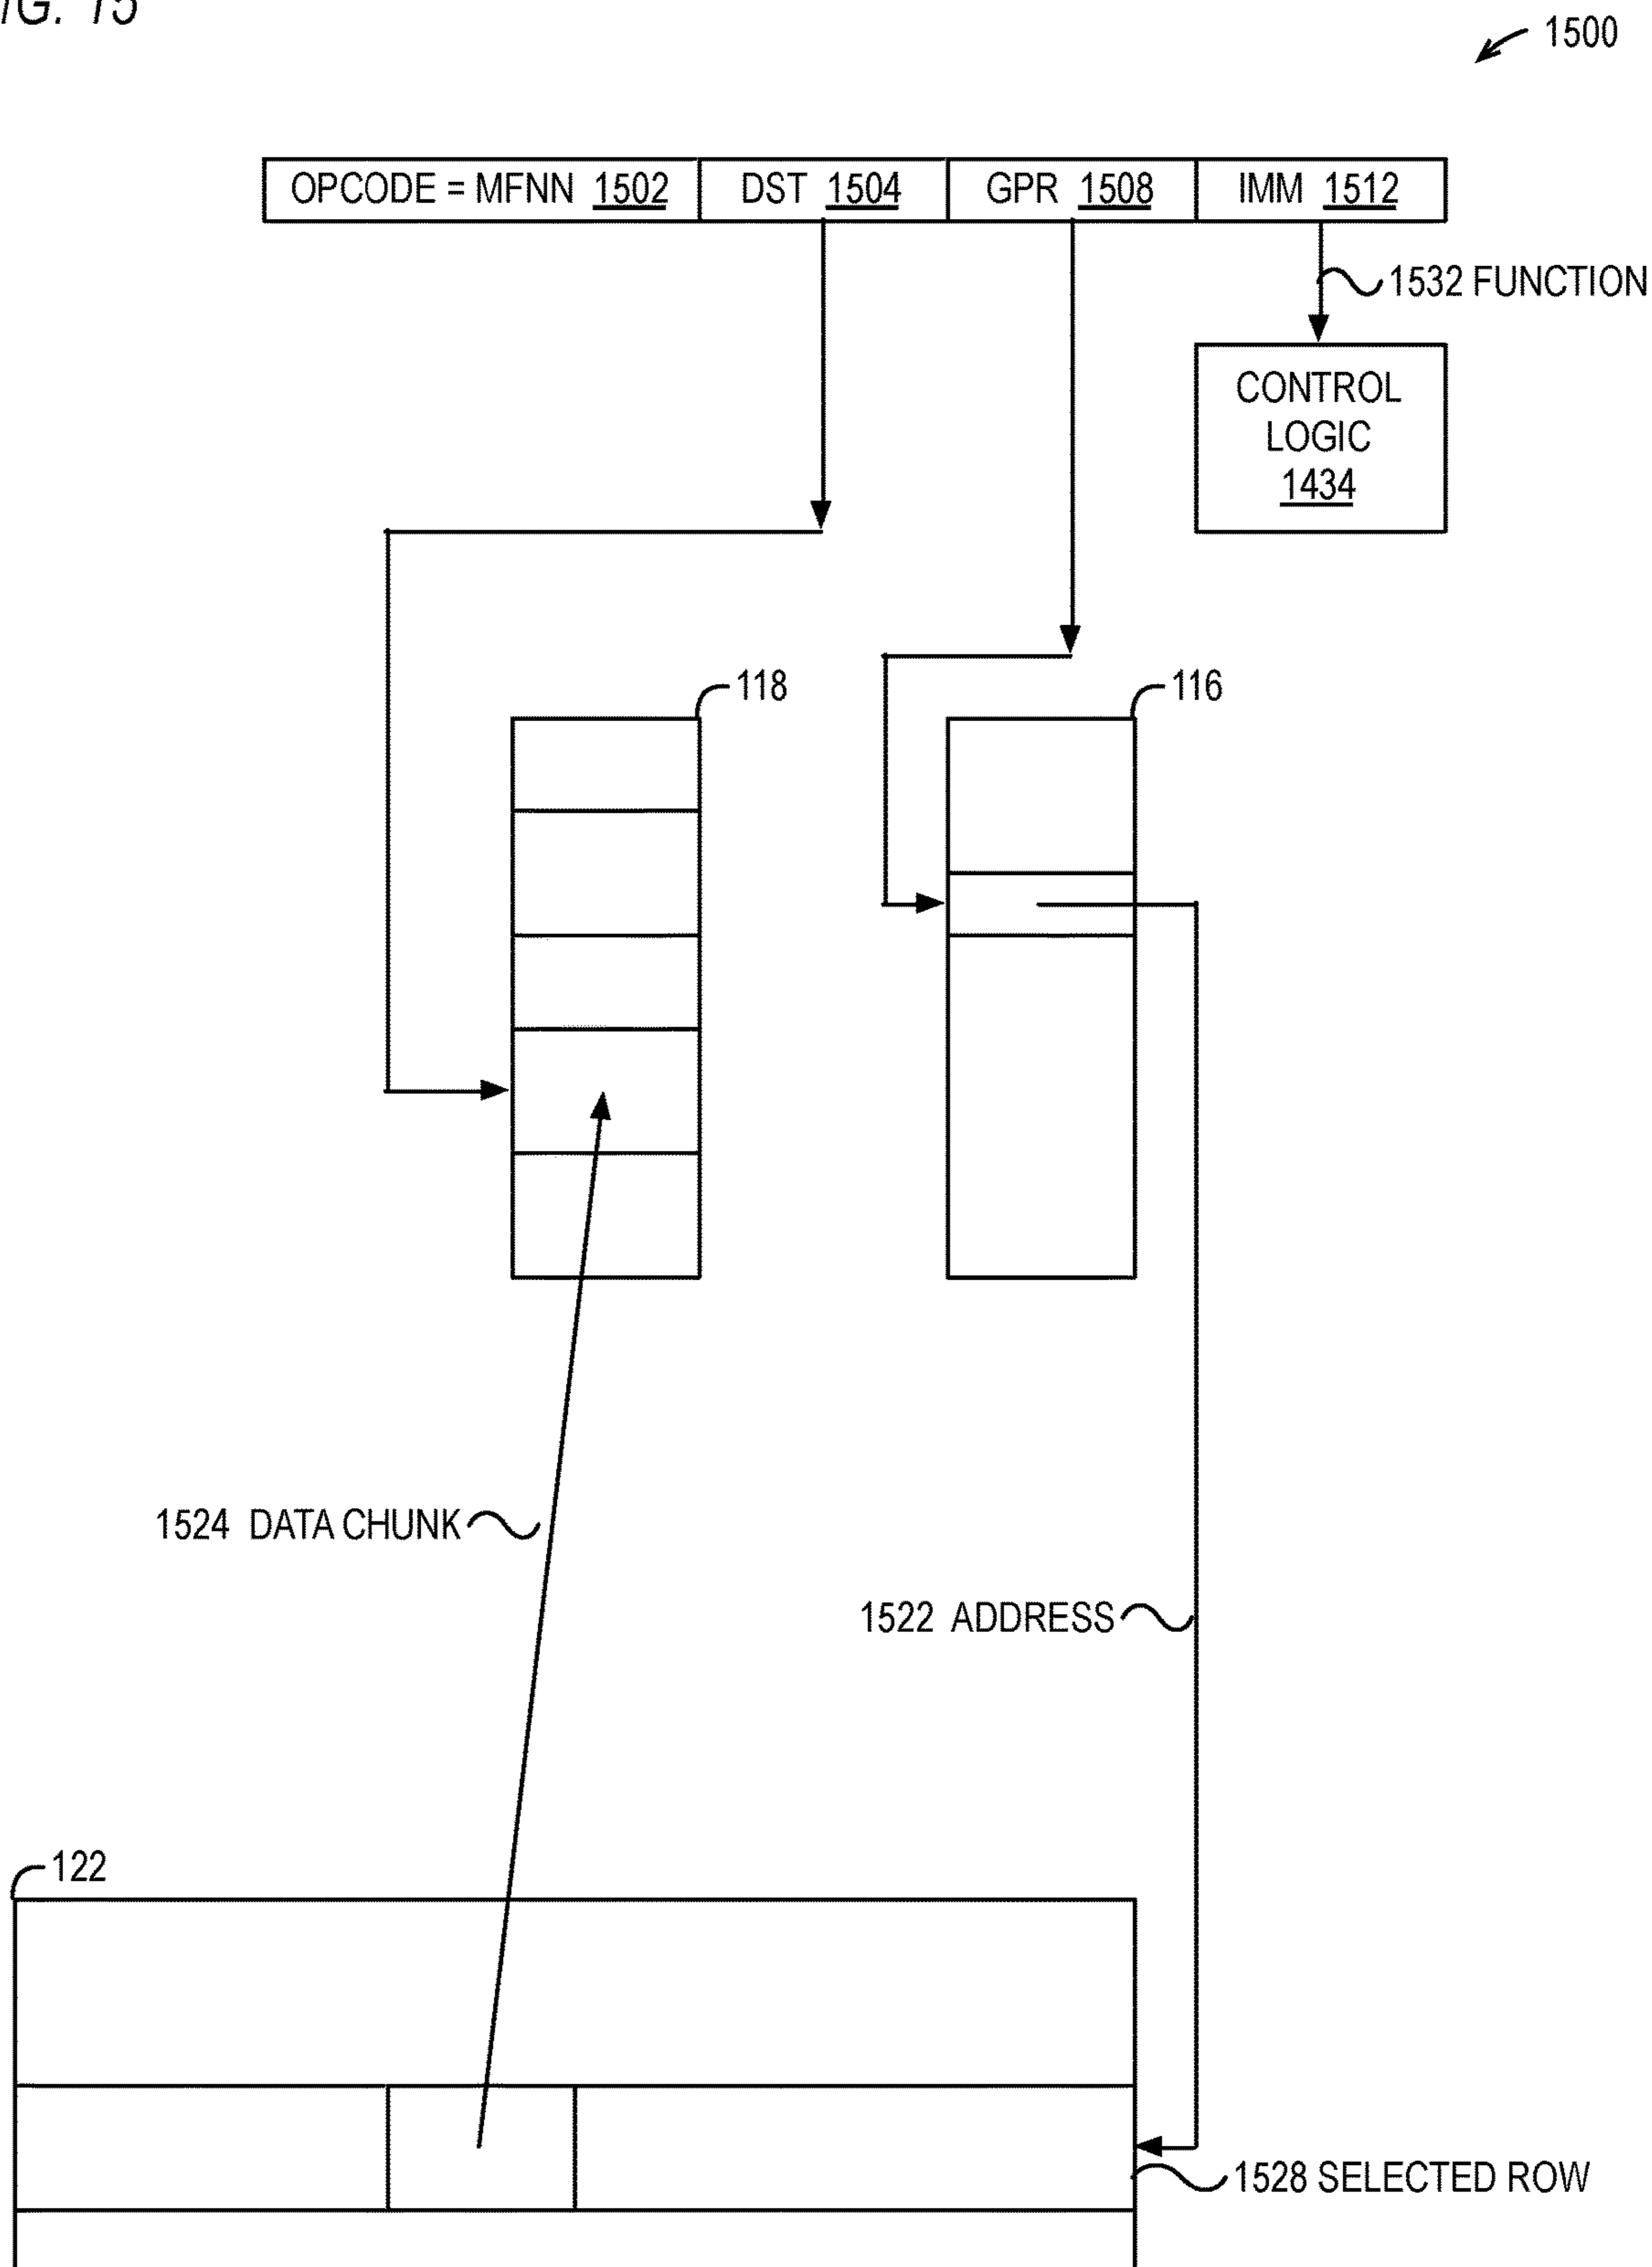 IG. 15
1500
OPCODE = MFNN 1502 DST 1504 GPR 1508 IMM 1512
1532 FUNCTION
CONTROL
LOGIC
1434
118
116
1524 DATA CHUNK
1522 ADDRESS
122
1528 SELECTED ROW